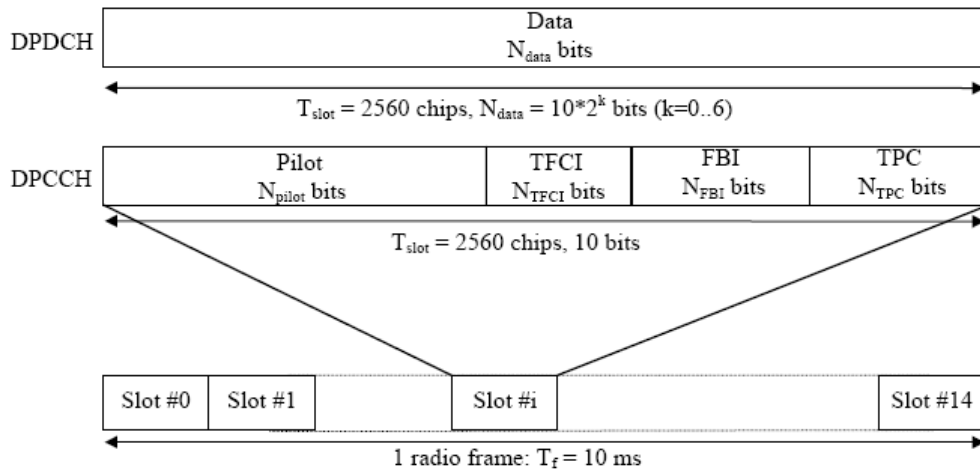 DPDCH
Data
N_data bits
T_slot = 2560 chips, N_data = 10*2^k bits (k=0..6)
DPCCH
Pilot
N_pilot bits
TFCI
N_TFCI bits
FBI
N_FBI bits
TPC
N_TPC bits
T_slot = 2560 chips, 10 bits
Slot #0
Slot #1
Slot #i
Slot #14
1 radio frame: T_f = 10 ms